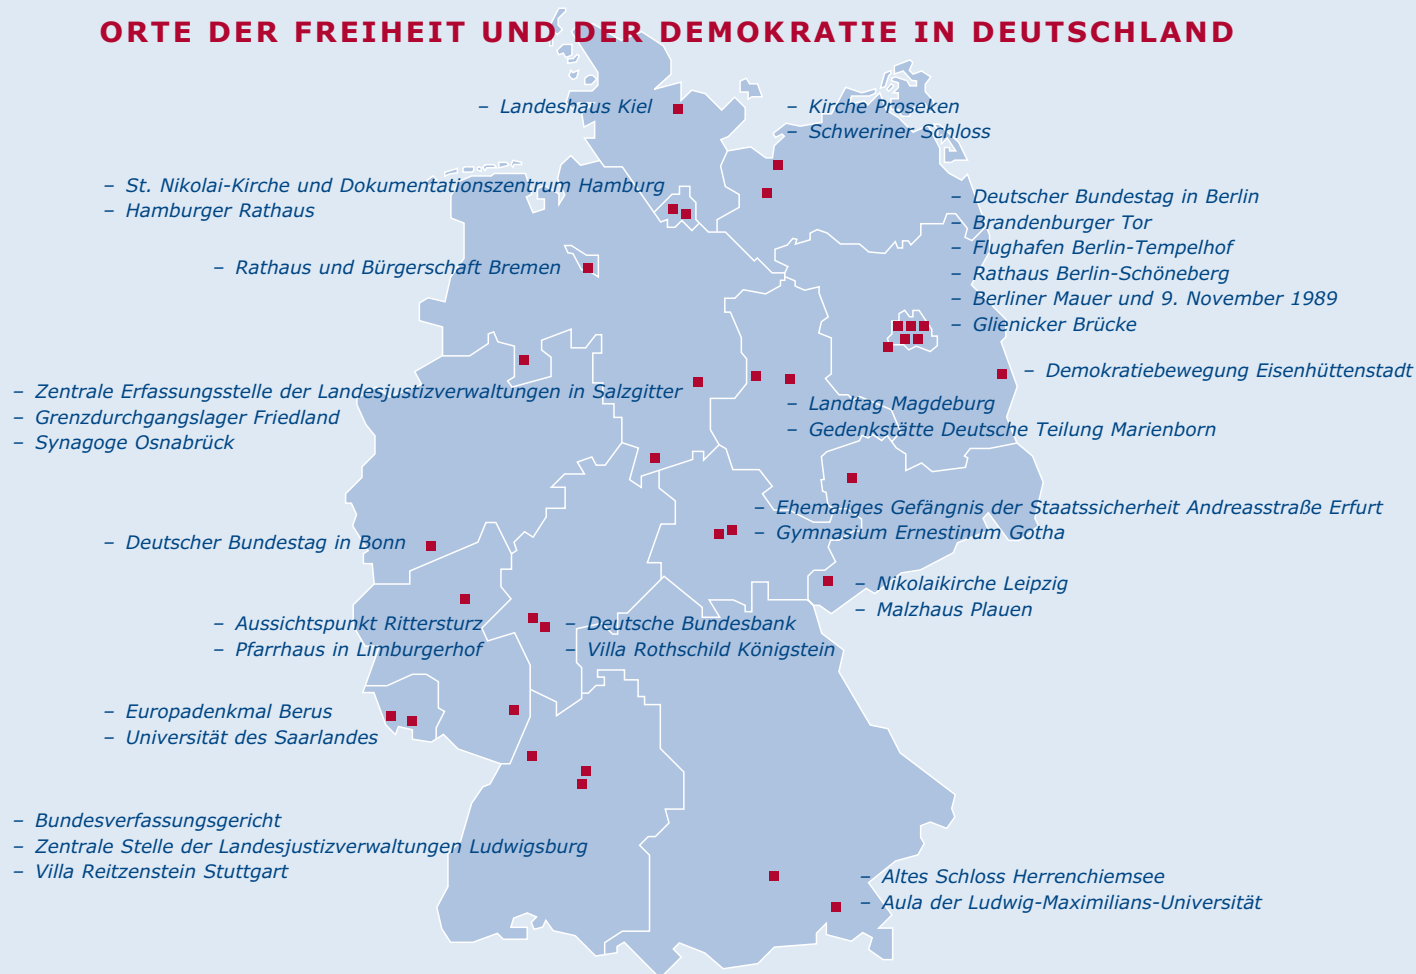 ORTE DER FREIHEIT UND DER DEMOKRATIE IN DEUTSCHLAND
– Landeshaus Kiel
– Kirche Proseken
– Schweriner Schloss
– St. Nikolai-Kirche und Dokumentationszentrum Hamburg
– Hamburger Rathaus
– Deutscher Bundestag in Berlin
– Brandenburger Tor
– Flughafen Berlin-Tempelhof
– Rathaus Berlin-Schöneberg
– Berliner Mauer und 9. November 1989
– Glienicker Brücke
– Rathaus und Bürgerschaft Bremen
– Demokratiebewegung Eisenhüttenstadt
– Zentrale Erfassungsstelle der Landesjustizverwaltungen in Salzgitter
– Grenzdurchgangslager Friedland
– Synagoge Osnabrück
– Landtag Magdeburg
– Gedenkstätte Deutsche Teilung Marienborn
– Ehemaliges Gefängnis der Staatssicherheit Andreasstraße Erfurt
– Gymnasium Ernestinum Gotha
– Deutscher Bundestag in Bonn
– Nikolaikirche Leipzig
– Malzhaus Plauen
– Aussichtspunkt Rittersturz
– Pfarrhaus in Limburgerhof
– Deutsche Bundesbank
– Villa Rothschild Königstein
– Europadenkmal Berus
– Universität des Saarlandes
– Bundesverfassungsgericht
– Zentrale Stelle der Landesjustizverwaltungen Ludwigsburg
– Villa Reitzenstein Stuttgart
– Altes Schloss Herrenchiemsee
– Aula der Ludwig-Maximilians-Universität